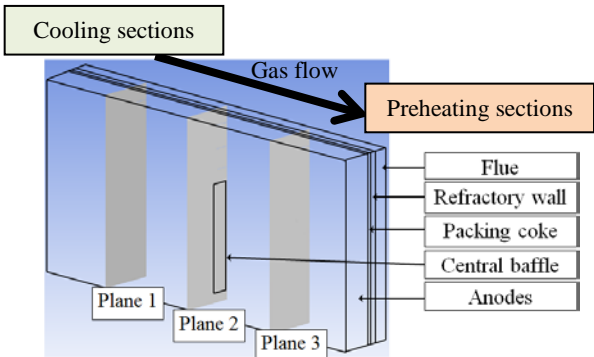 Cooling sections
Gas flow
Preheating sections
Flue
Refractory wall
Packing coke
Central baffle
Anodes
Plane 1
Plane 2
Plane 3